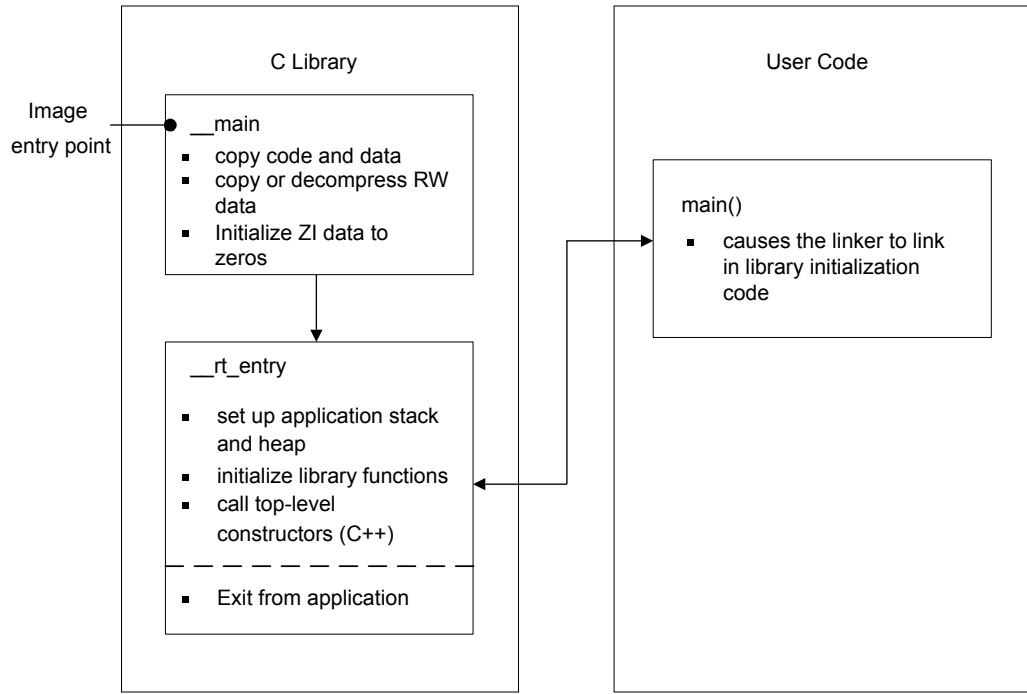 C Library
User Code
Image
entry point
__main
▪ copy code and data
▪ copy or decompress RW
data
▪ Initialize ZI data to
zeros
main()
▪ causes the linker to link
in library initialization
code
__rt_entry
▪ set up application stack
and heap
▪ initialize library functions
▪ call top-level
constructors (C++)
▪ Exit from application